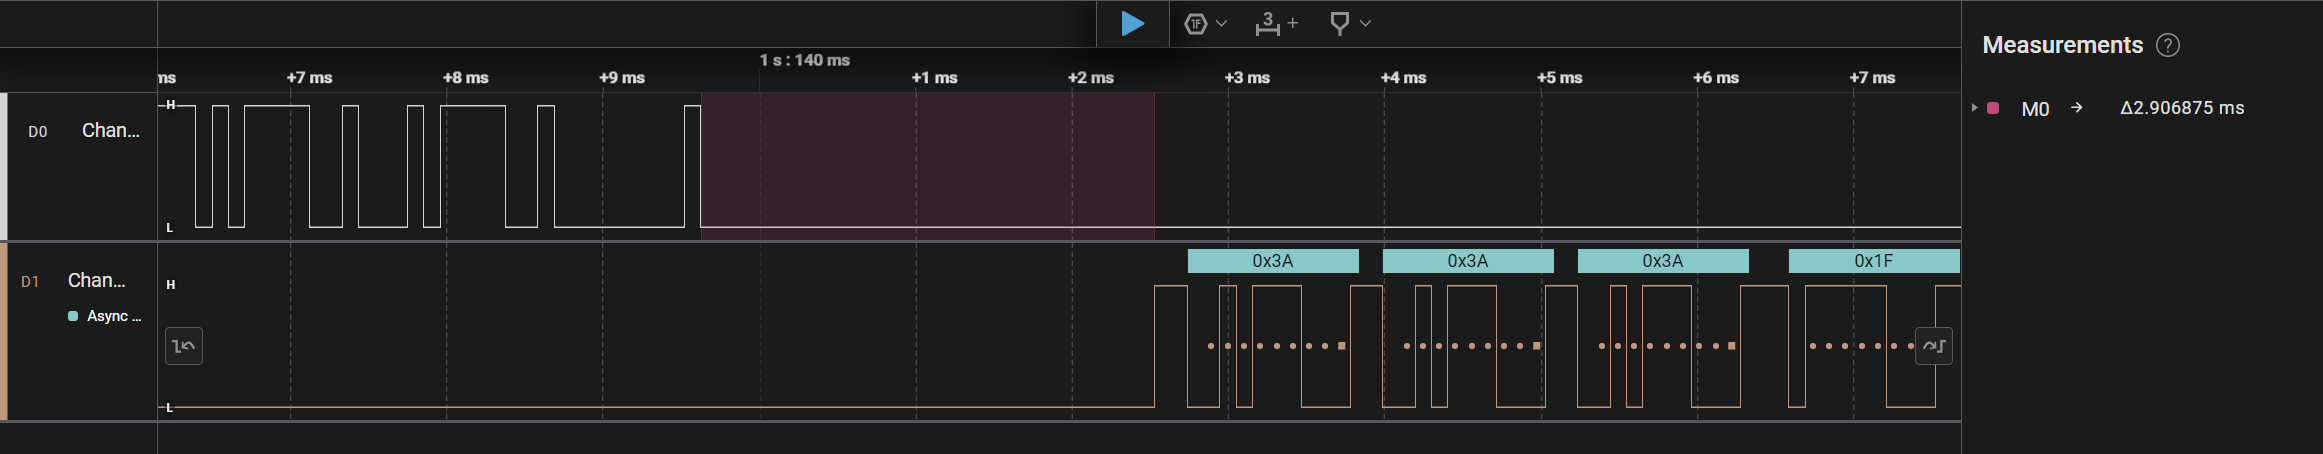 1F
3 +
Measurements ?
1 s : 140 ms
ms +7 ms +8 ms +9 ms +1 ms +2 ms +3 ms +4 ms +5 ms +6 ms +7 ms
M0 → Δ2.906875 ms
H
D0 Chan...
L
0x3A 0x3A 0x3A 0x1F
D1 Chan...
H
Async ...
L